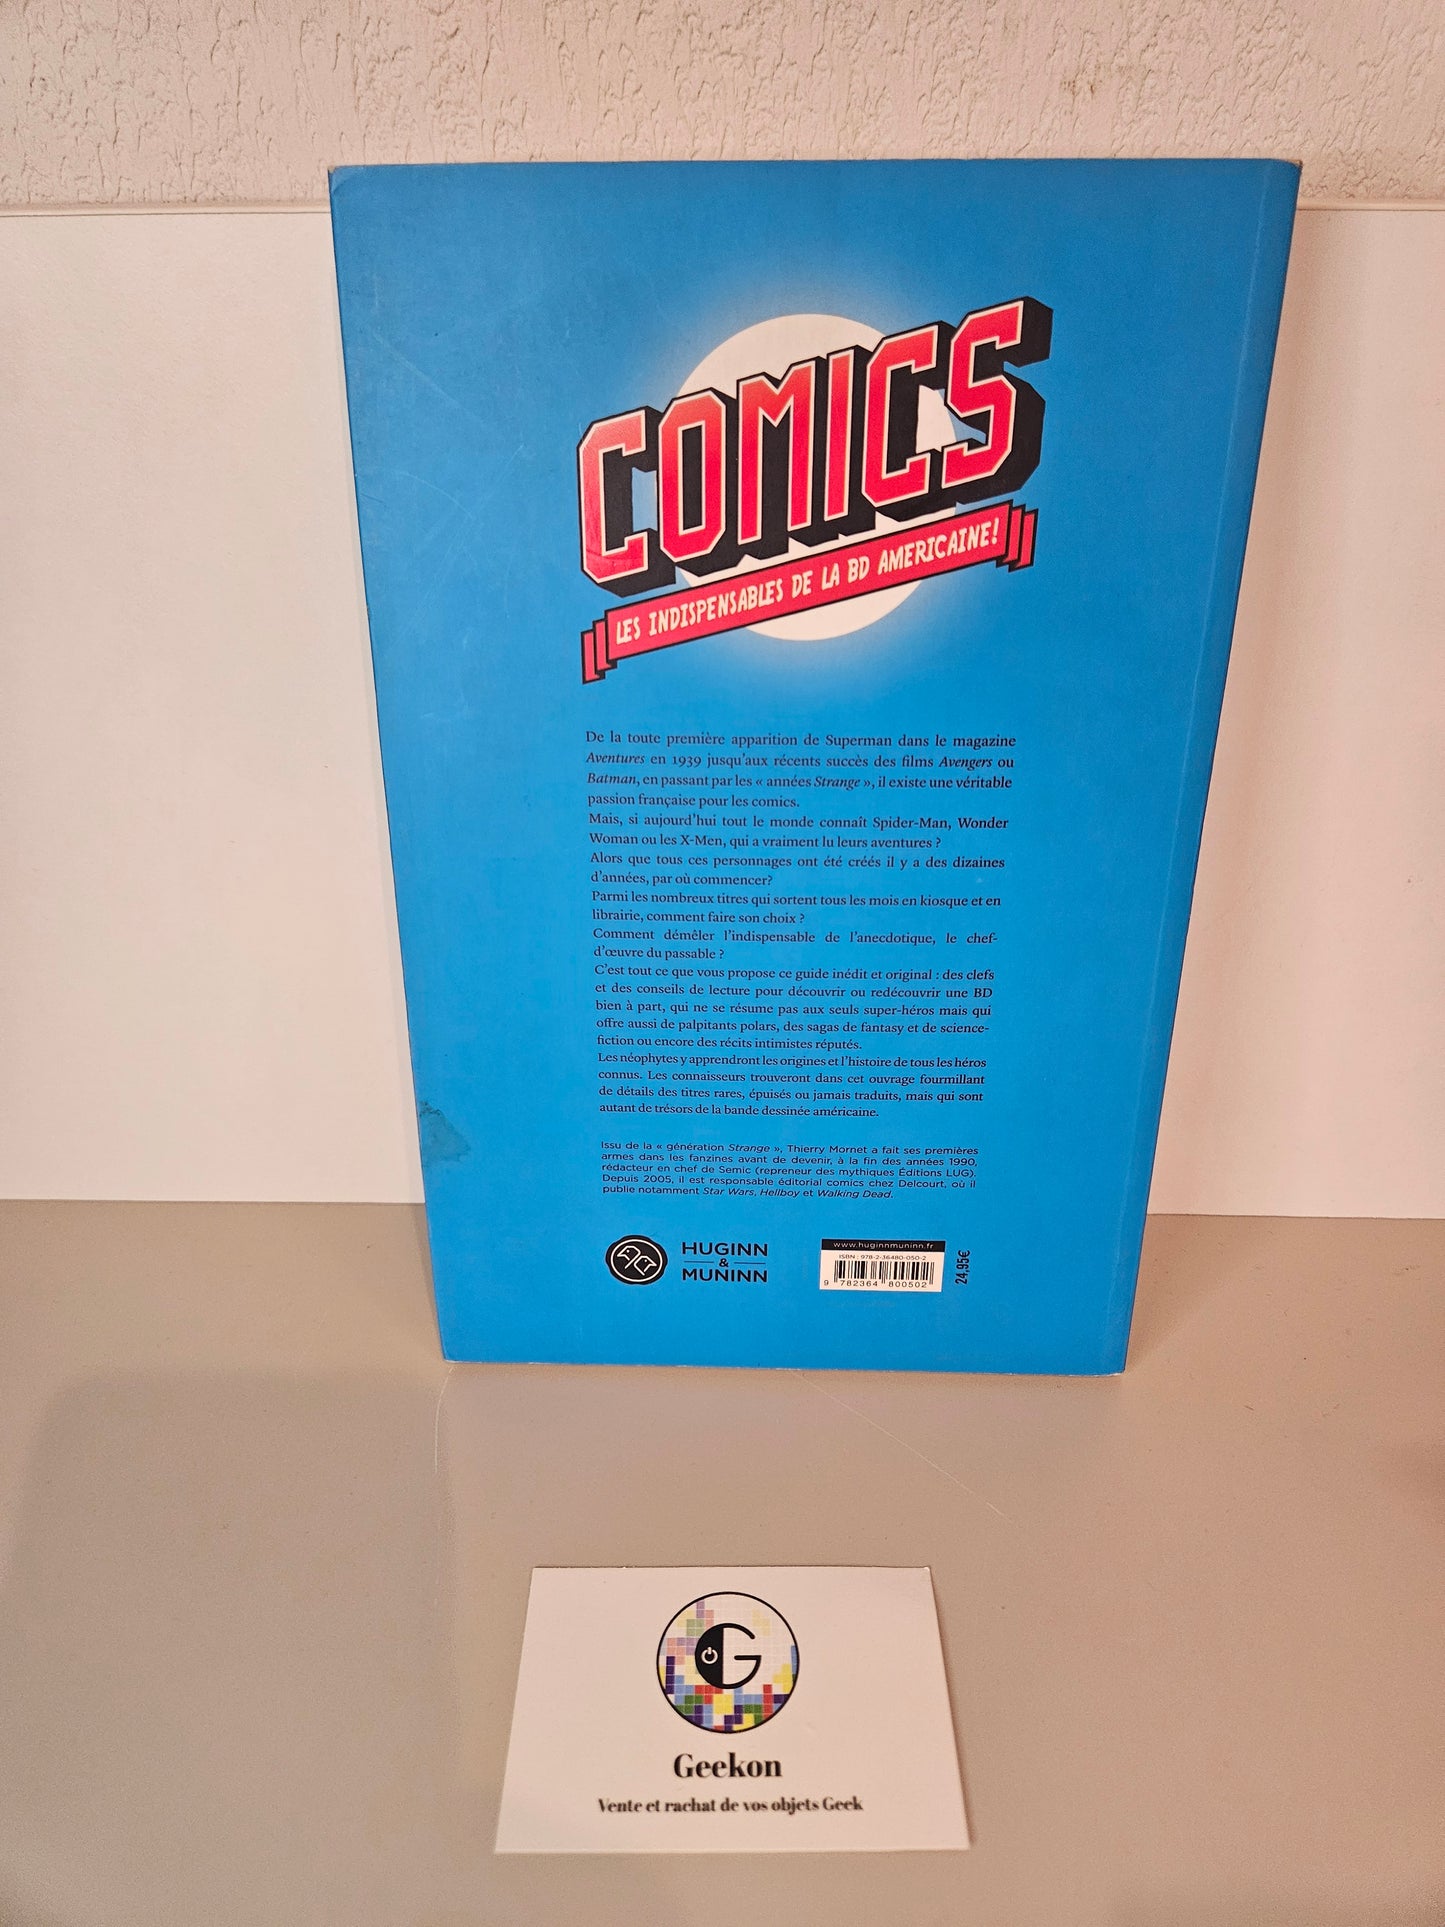 COMICS
LES INDISPENSABLES DE LA BD AMERICAINE!
De la toute première apparition de Superman dans le magazine
Aventures en 1939 jusqu'aux récents succès des films Avengers ou
Batman, en passant par les « années Strange », il existe une véritable
passion française pour les comics.
Mais, si aujourd'hui tout le monde connaît Spider-Man, Wonder
Woman ou les X-Men, qui a vraiment lu leurs aventures ?
Alors que tous ces personnages ont été créés il y a des dizaines
d'années, par où commencer?
Parmi les nombreux titres qui sortent tous les mois en kiosque et en
librairie, comment faire son choix ?
Comment démêler l'indispensable de l'anecdotique, le chef-
d'œuvre du passable ?
C'est tout ce que vous propose ce guide inédit et original : des clefs
et des conseils de lecture pour découvrir ou redécouvrir une BD
bien à part, qui ne se résume pas aux seuls super-héros mais qui
offre aussi de palpitants polars, des sagas de fantasy et de science-
fiction ou encore des récits intimistes réputés.
Les néophytes y apprendront les origines et l'histoire de tous les héros
connus. Les connaisseurs trouveront dans cet ouvrage fourmillant
de détails des titres rares, épuisés ou jamais traduits, mais qui sont
autant de trésors de la bande dessinée américaine.
Issu de la « génération Strange », Thierry Mornet a fait ses premières
armes dans les fanzines avant de devenir, à la fin des années 1990,
rédacteur en chef de Semic (repreneur des mythiques Éditions LUG).
Depuis 2005, il est responsable éditorial comics chez Delcourt, où il
publie notamment Star Wars, Hellboy et Walking Dead.
HUGINN
&
MUNINN
www.huginnmuninn.fr
ISBN : 978-2-36480-050-2
9 782364 800502
24,95€
G
Geekon
Vente et rachat de vos objets Geek